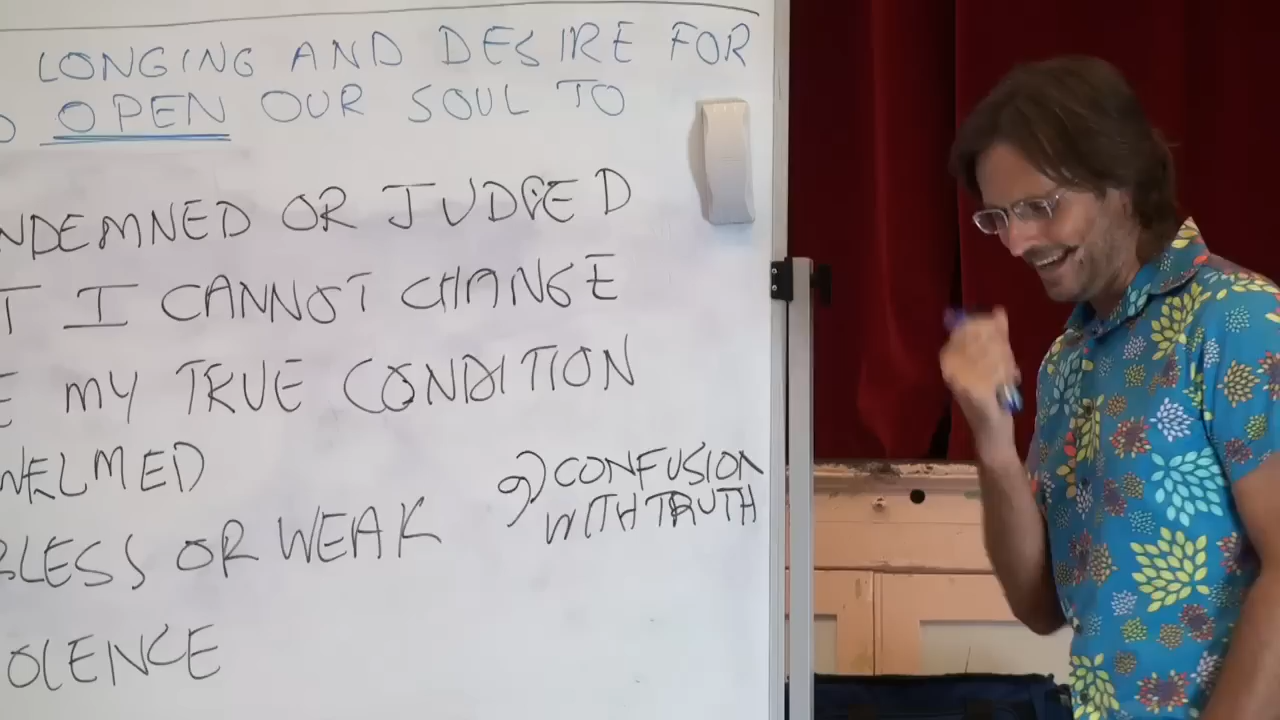 LONGING AND DESIRE FOR
OPEN OUR SOUL TO
NDEMNED OR JUDGED
T I CANNOT CHANGE
E MY TRUE CONDITION
WELMED
LESS OR WEAK
9) CONFUSION
WITH TRUTH
OLENCE